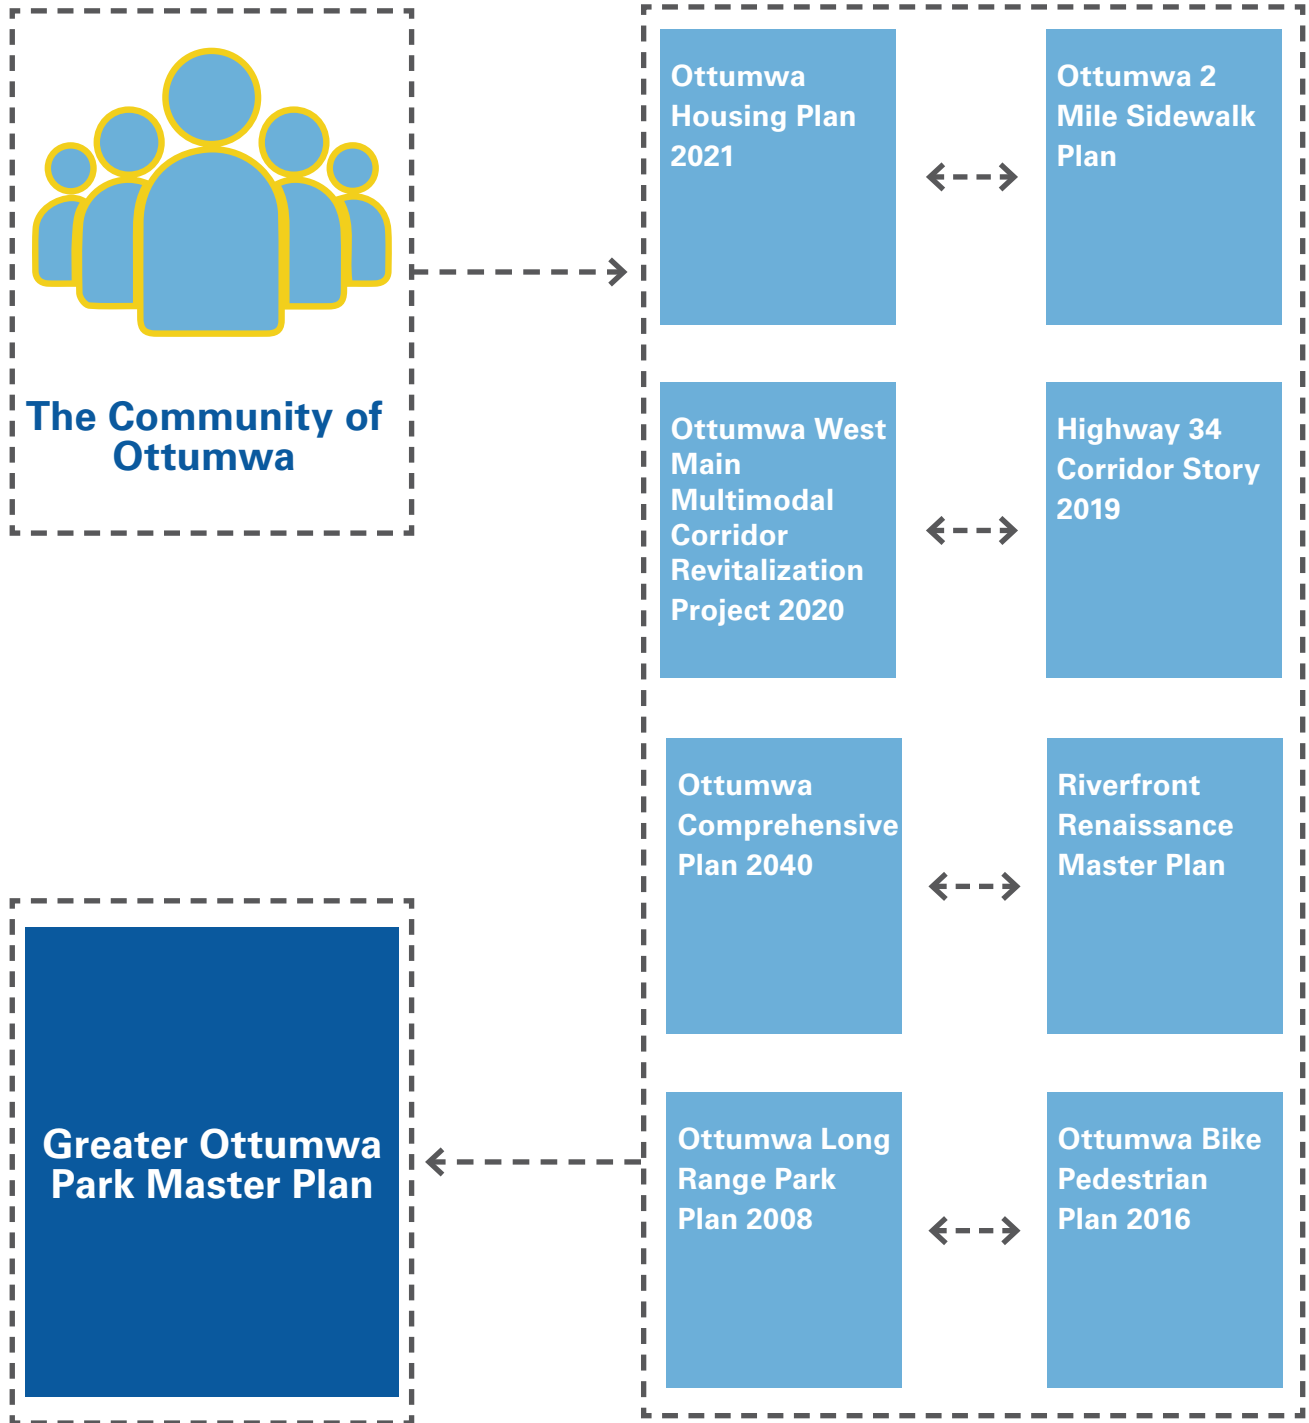 The Community of
Ottumwa
Ottumwa
Housing Plan
2021
Ottumwa 2
Mile Sidewalk
Plan
Ottumwa West
Main
Multimodal
Corridor
Revitalization
Project 2020
Highway 34
Corridor Story
2019
Ottumwa
Comprehensive
Plan 2040
Riverfront
Renaissance
Master Plan
Ottumwa Long
Range Park
Plan 2008
Ottumwa Bike
Pedestrian
Plan 2016
Greater Ottumwa
Park Master Plan